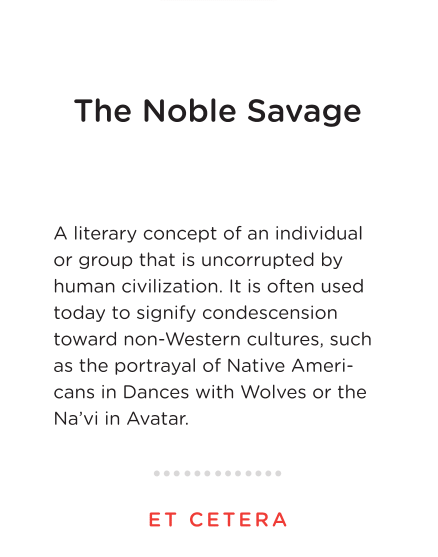 The Noble Savage
A literary concept of an individual
or group that is uncorrupted by
human civilization. It is often used
today to signify condescension
toward non-Western cultures, such
as the portrayal of Native Ameri-
cans in Dances with Wolves or the
Na’vi in Avatar.
ET CETERA